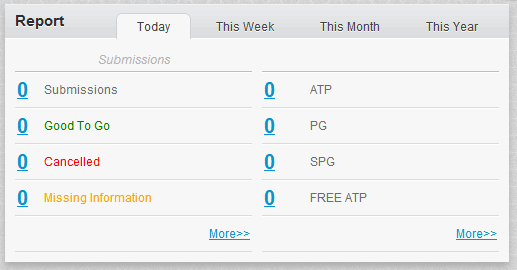 Report Today This Week This Month This Year
Submissions
0 Submissions
0 Good To Go
0 Cancelled
0 Missing Information
More>>
0 ATP
0 PG
0 SPG
0 FREE ATP
More>>